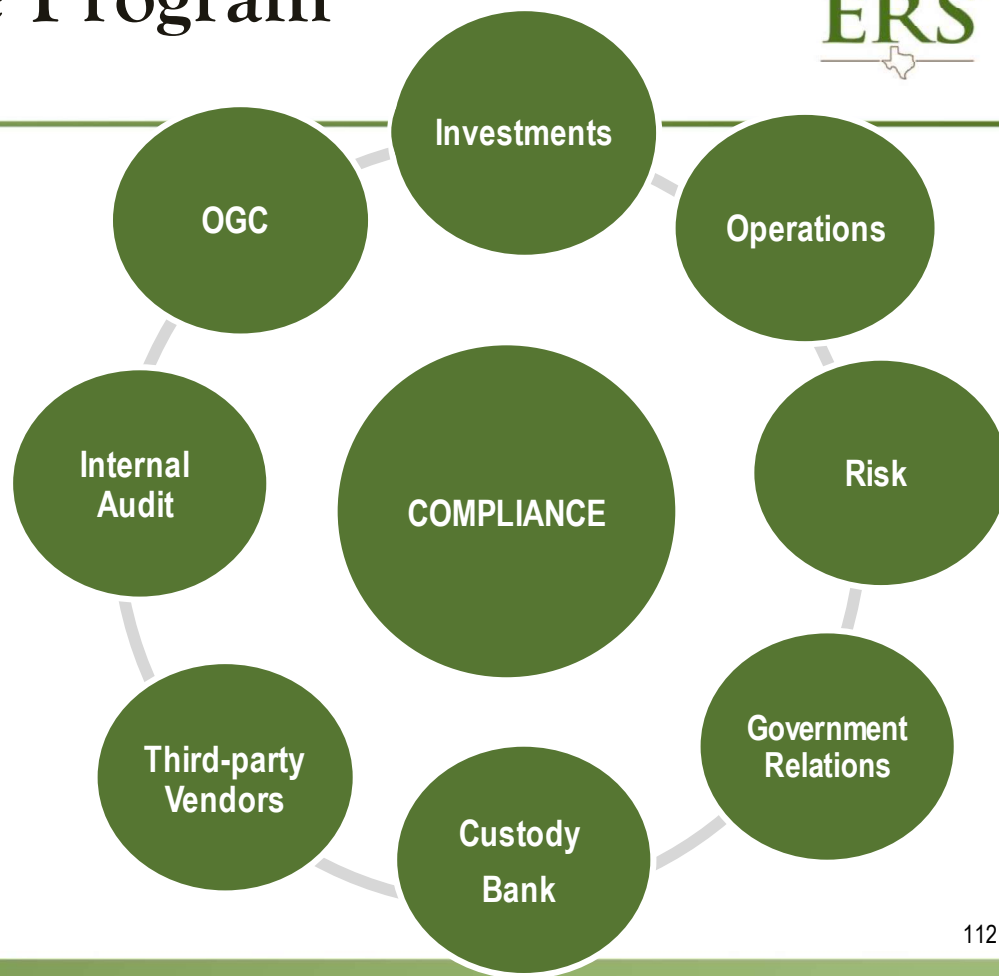 Program
ERS
Investments
OGC
Operations
Internal
Audit
COMPLIANCE
Risk
Third-party
Vendors
Government
Relations
Custody
Bank
112